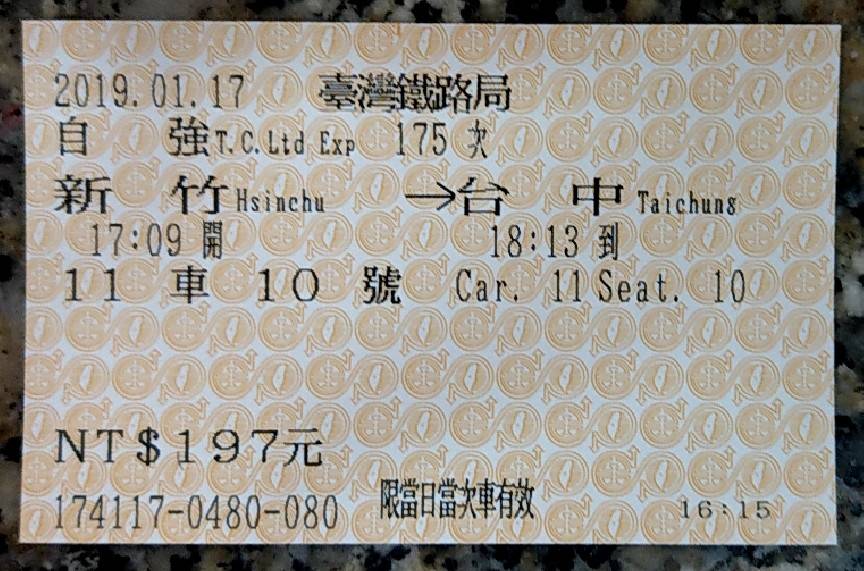 2019.01.17 臺灣鐵路局
自 強 T.C.Ltd Exp 175 次
新 竹 Hsinchu →台 中 Taichung
17:09 開 18:13 到
11 車 10 號 Car. 11 Seat. 10
NT$197元
174117-0480-080 限當日當次車有效 16:15